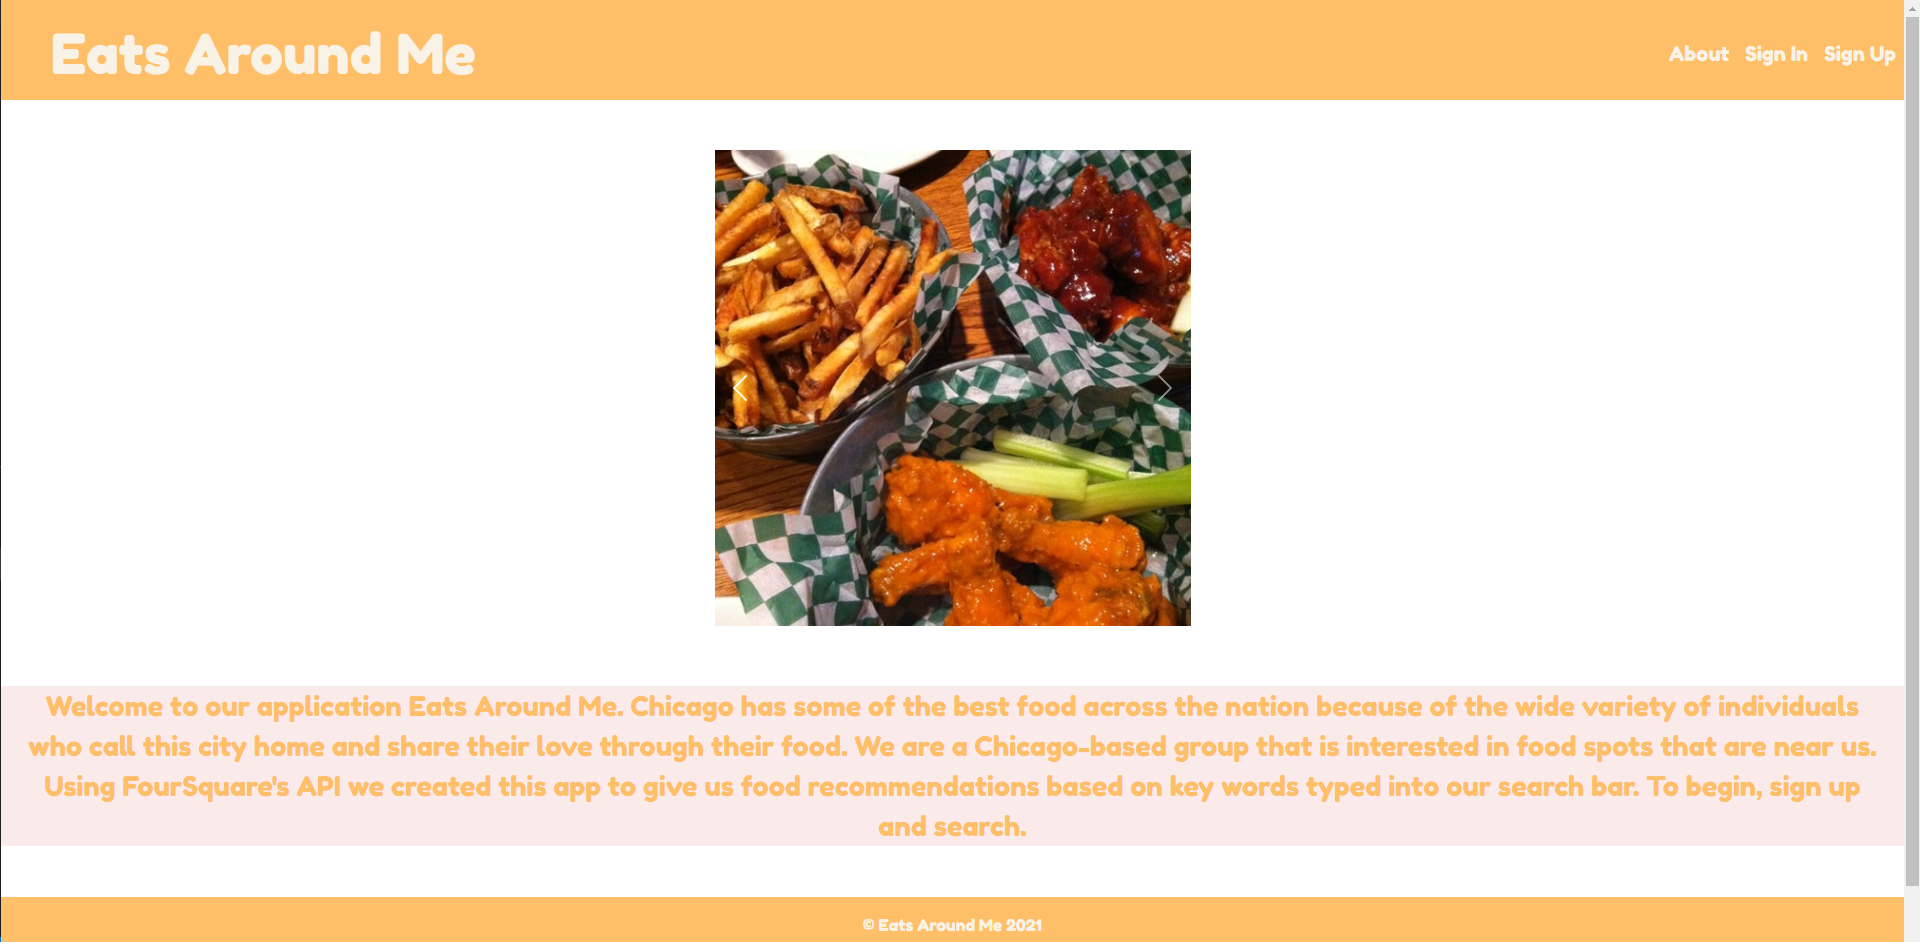 Eats Around Me
About Sign In Sign Up
Welcome to our application Eats Around Me. Chicago has some of the best food across the nation because of the wide variety of individuals
who call this city home and share their love through their food. We are a Chicago-based group that is interested in food spots that are near us.
Using FourSquare's API we created this app to give us food recommendations based on key words typed into our search bar. To begin, sign up
and search.
© Eats Around Me 2021